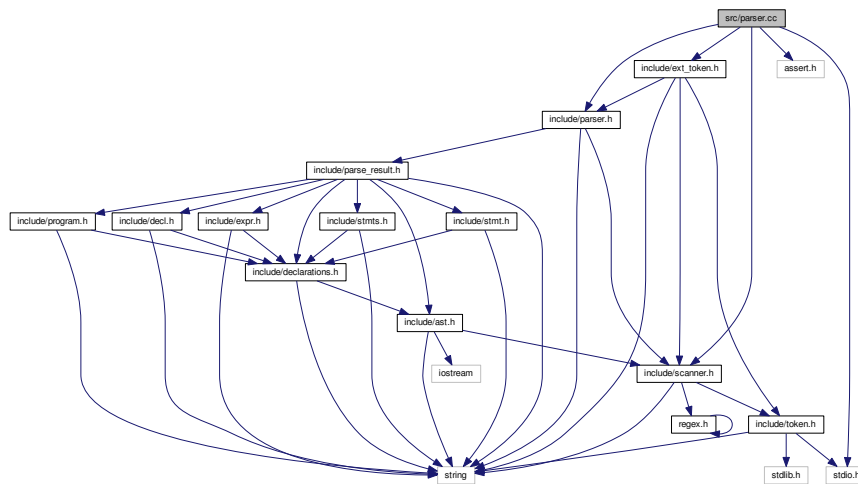 src/parser.cc
include/ext_token.h
assert.h
include/parser.h
include/parse_result.h
include/program.h
include/decl.h
include/expr.h
include/stmts.h
include/stmt.h
include/declarations.h
include/ast.h
iostream
include/scanner.h
regex.h
include/token.h
string
stdlib.h
stdio.h